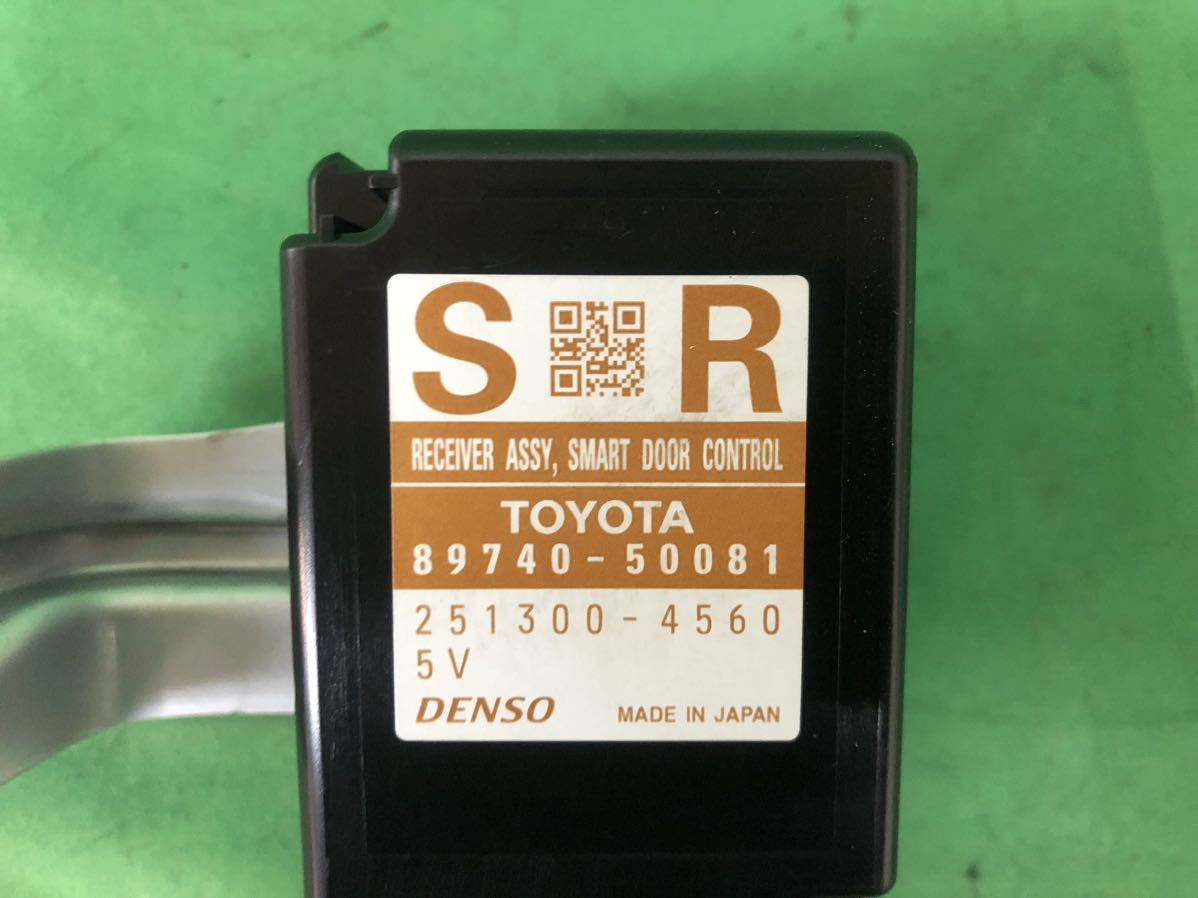 S R
RECEIVER ASSY, SMART DOOR CONTROL
TOYOTA
89740-50081
251300-4560
5V
DENSO MADE IN JAPAN